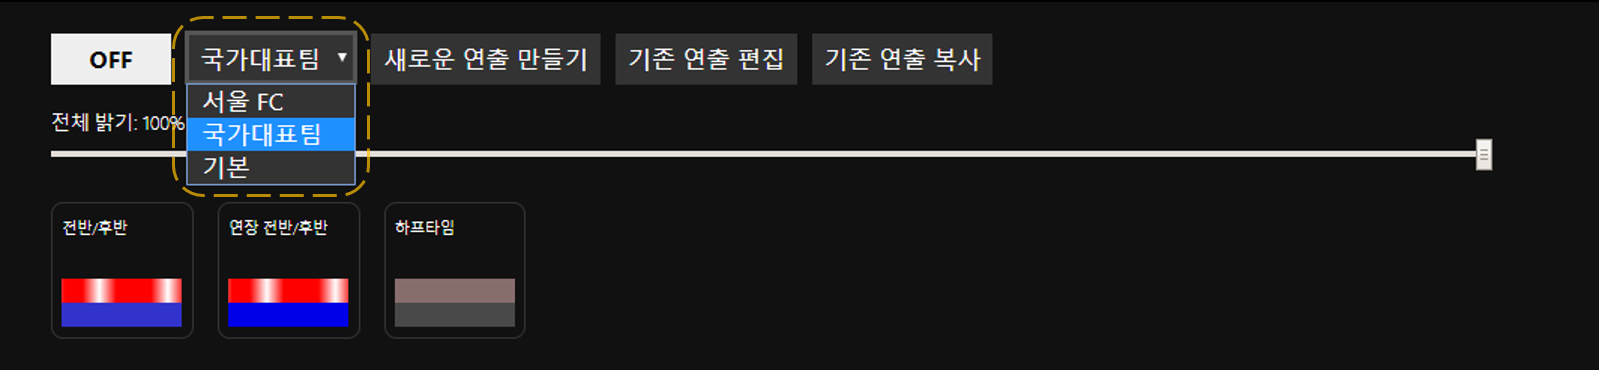 OFF 국가대표팀 새로운 연출 만들기 기존 연출 편집 기존 연출 복사
서울 FC
전체 밝기: 100%
국가대표팀
기본
전반/후반 연장 전반/후반 하프타임